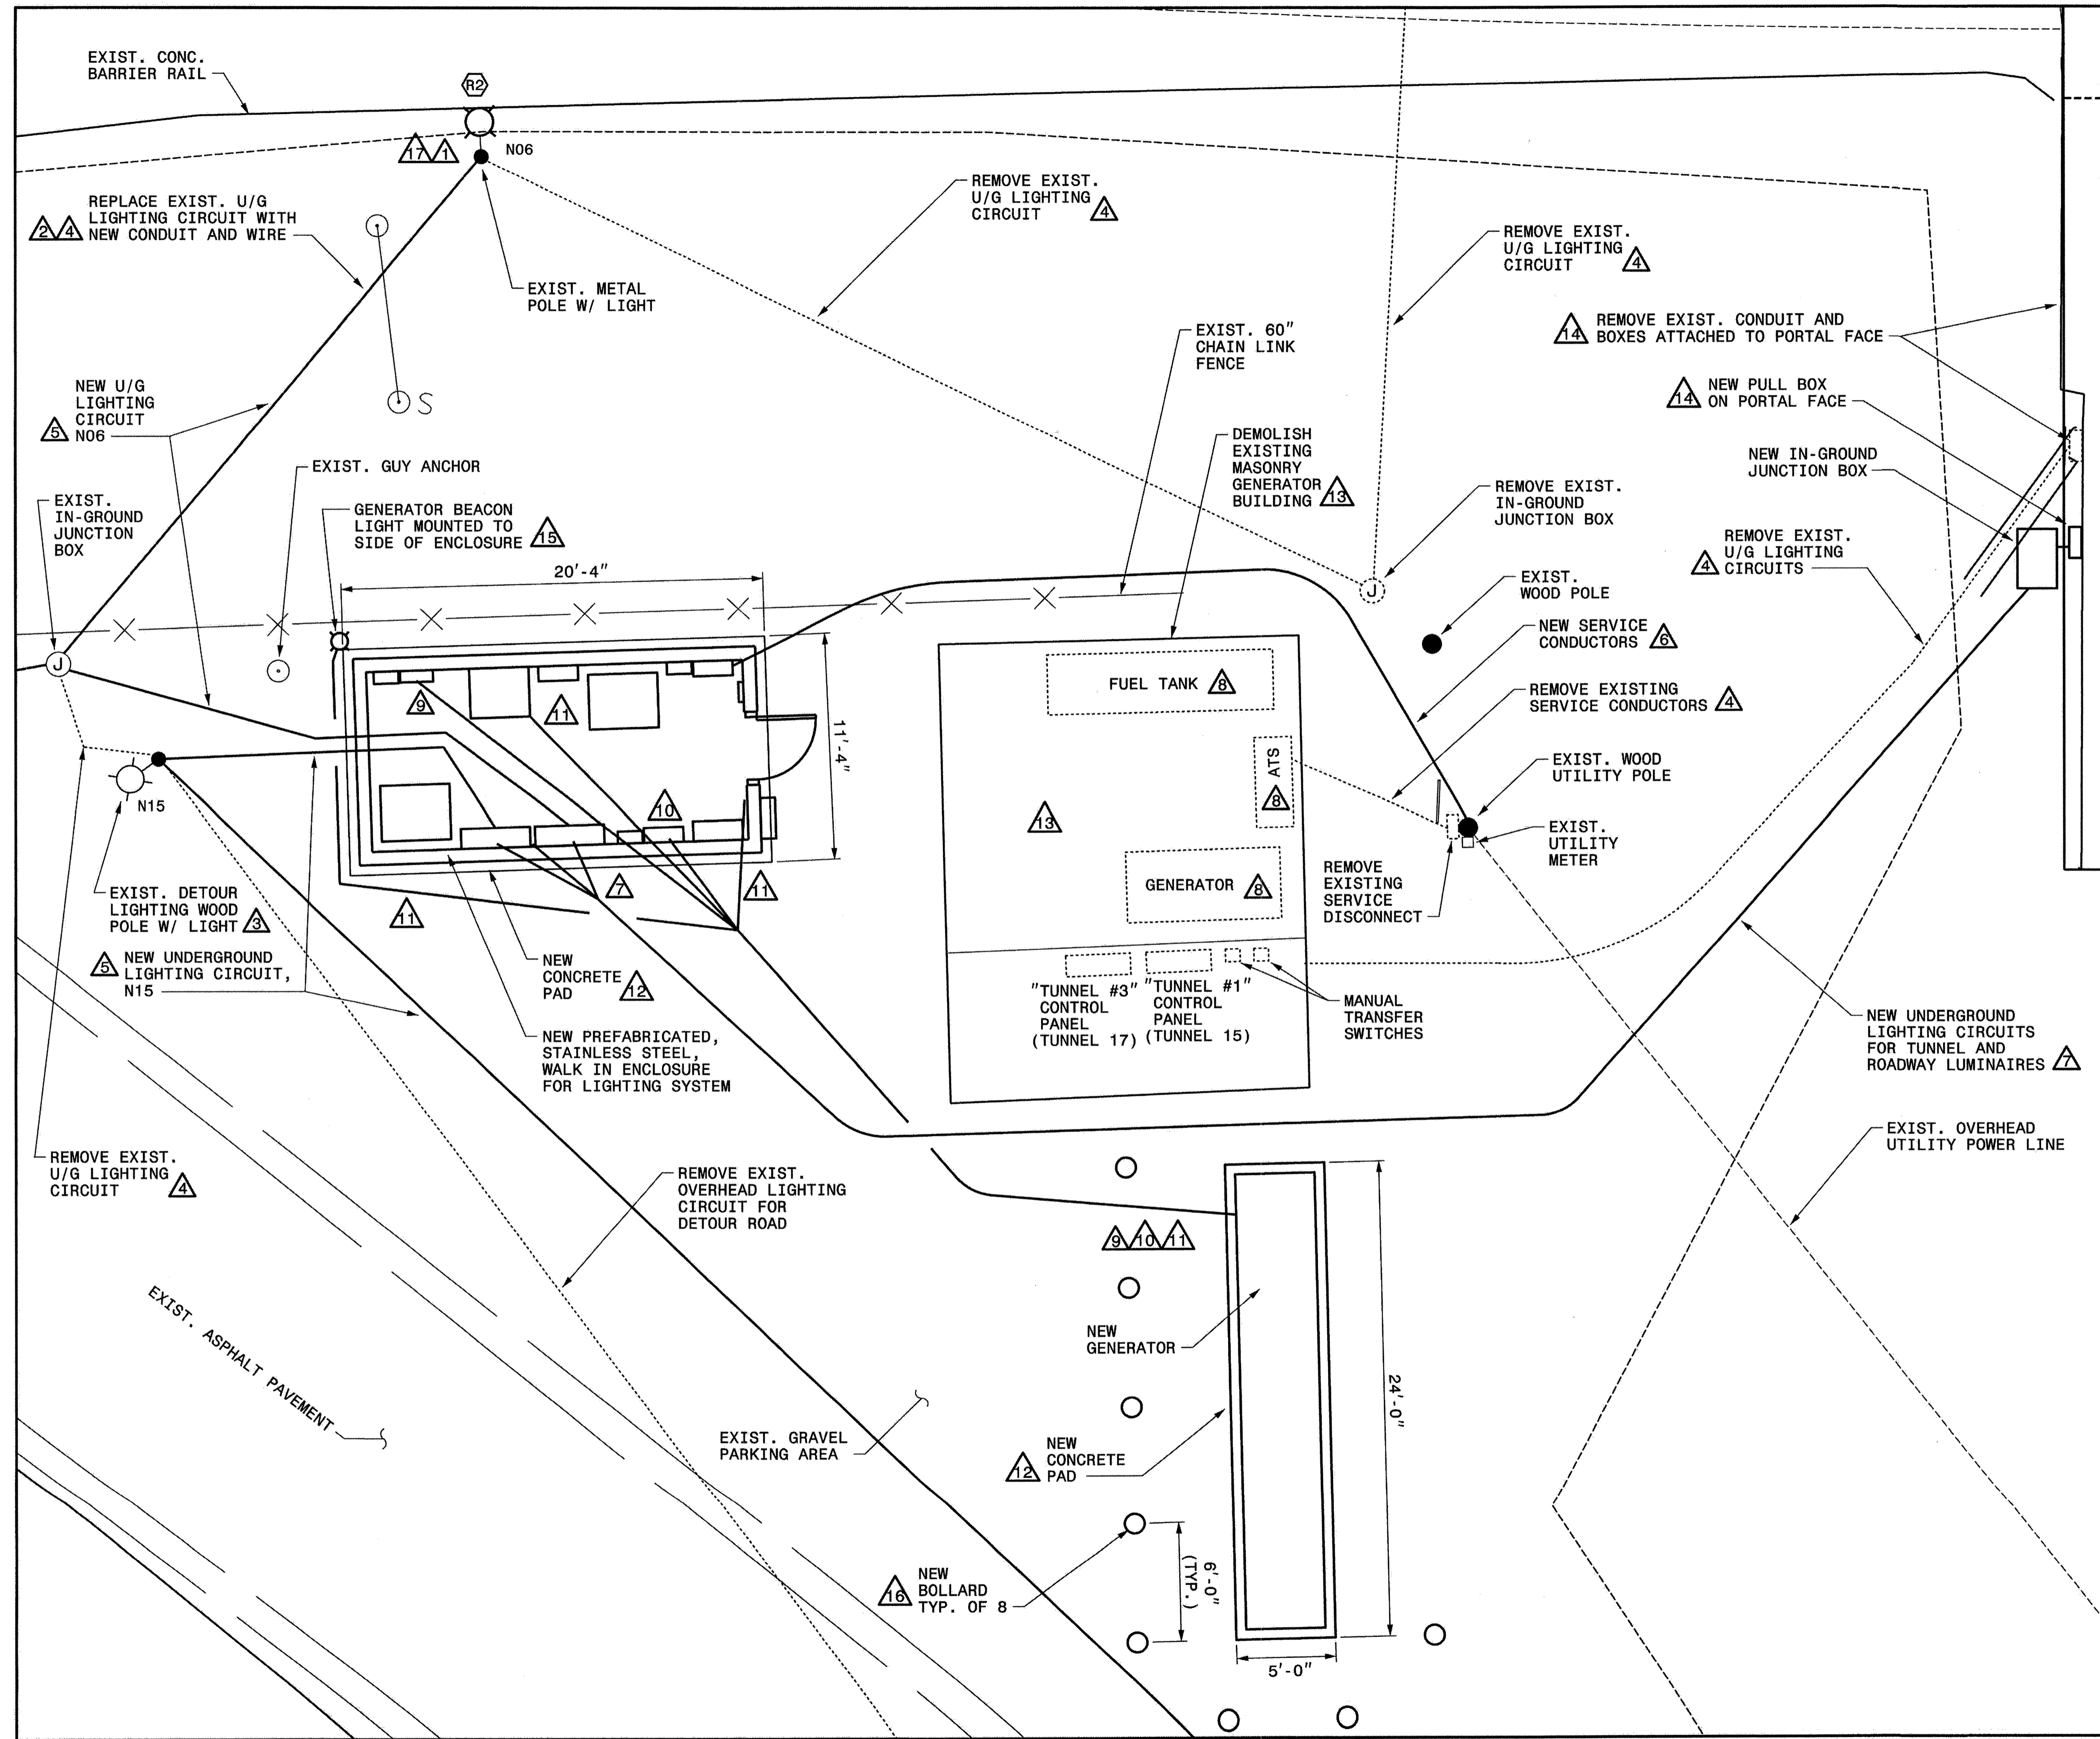 EXIST. CONC.
BARRIER RAIL
R2
17 1
N06
REPLACE EXIST. U/G
LIGHTING CIRCUIT WITH
NEW CONDUIT AND WIRE
2 4
EXIST. METAL
POLE W/ LIGHT
REMOVE EXIST.
U/G LIGHTING
CIRCUIT 4
REMOVE EXIST.
U/G LIGHTING
CIRCUIT 4
14 REMOVE EXIST. CONDUIT AND
BOXES ATTACHED TO PORTAL FACE
EXIST. 60"
CHAIN LINK
FENCE
14 NEW PULL BOX
ON PORTAL FACE
NEW U/G
LIGHTING
CIRCUIT
5 N06
S
DEMOLISH
EXISTING
MASONRY
GENERATOR
BUILDING 13
NEW IN-GROUND
JUNCTION BOX
EXIST. GUY ANCHOR
EXIST.
IN-GROUND
JUNCTION
BOX
GENERATOR BEACON
LIGHT MOUNTED TO
SIDE OF ENCLOSURE 15
REMOVE EXIST.
IN-GROUND
JUNCTION BOX
REMOVE EXIST.
U/G LIGHTING
4 CIRCUITS
20'-4"
EXIST.
WOOD POLE
J
NEW SERVICE
CONDUCTORS 6
J
FUEL TANK 8
REMOVE EXISTING
SERVICE CONDUCTORS 4
9
11
11'-4"
ATS
8
EXIST. WOOD
UTILITY POLE
N15
10
13
EXIST.
UTILITY
METER
REMOVE
EXISTING
SERVICE
DISCONNECT
GENERATOR 8
7
11
11
EXIST. DETOUR
LIGHTING WOOD
POLE W/ LIGHT 3
5 NEW UNDERGROUND
LIGHTING CIRCUIT,
N15
NEW
CONCRETE
PAD 12
"TUNNEL #3"
CONTROL
PANEL
(TUNNEL 17)
"TUNNEL #1"
CONTROL
PANEL
(TUNNEL 15)
MANUAL
TRANSFER
SWITCHES
NEW PREFABRICATED,
STAINLESS STEEL,
WALK IN ENCLOSURE
FOR LIGHTING SYSTEM
NEW UNDERGROUND
LIGHTING CIRCUITS
FOR TUNNEL AND
ROADWAY LUMINAIRES 7
EXIST. OVERHEAD
UTILITY POWER LINE
REMOVE EXIST.
U/G LIGHTING
CIRCUIT 4
REMOVE EXIST.
OVERHEAD LIGHTING
CIRCUIT FOR
DETOUR ROAD
9 10 11
EXIST. ASPHALT PAVEMENT
NEW
GENERATOR
24'-0"
EXIST. GRAVEL
PARKING AREA
NEW
CONCRETE
12 PAD
6'-0"
(TYP.)
NEW
16 BOLLARD
TYP. OF 8
5'-0"